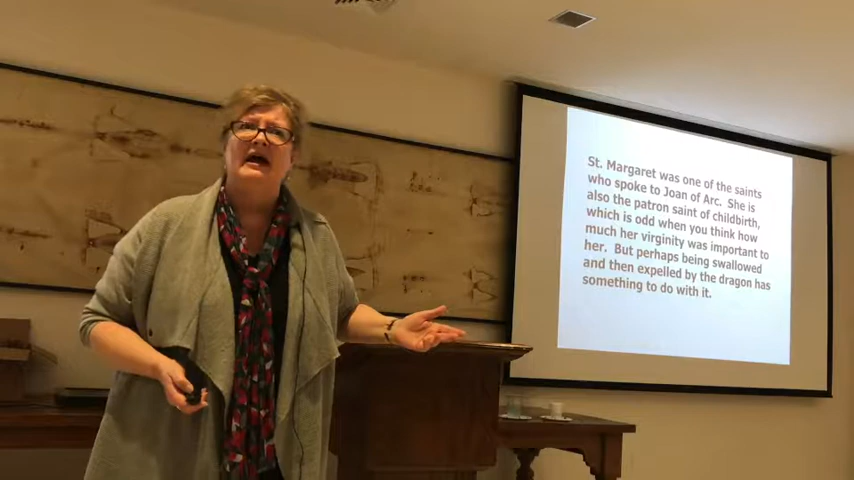 St. Margaret was one of the saints
who spoke to Joan of Arc.  She is
also the patron saint of childbirth,
which is odd when you think how
much her virginity was important to
her.  But perhaps being swallowed
and then expelled by the dragon has
something to do with it.